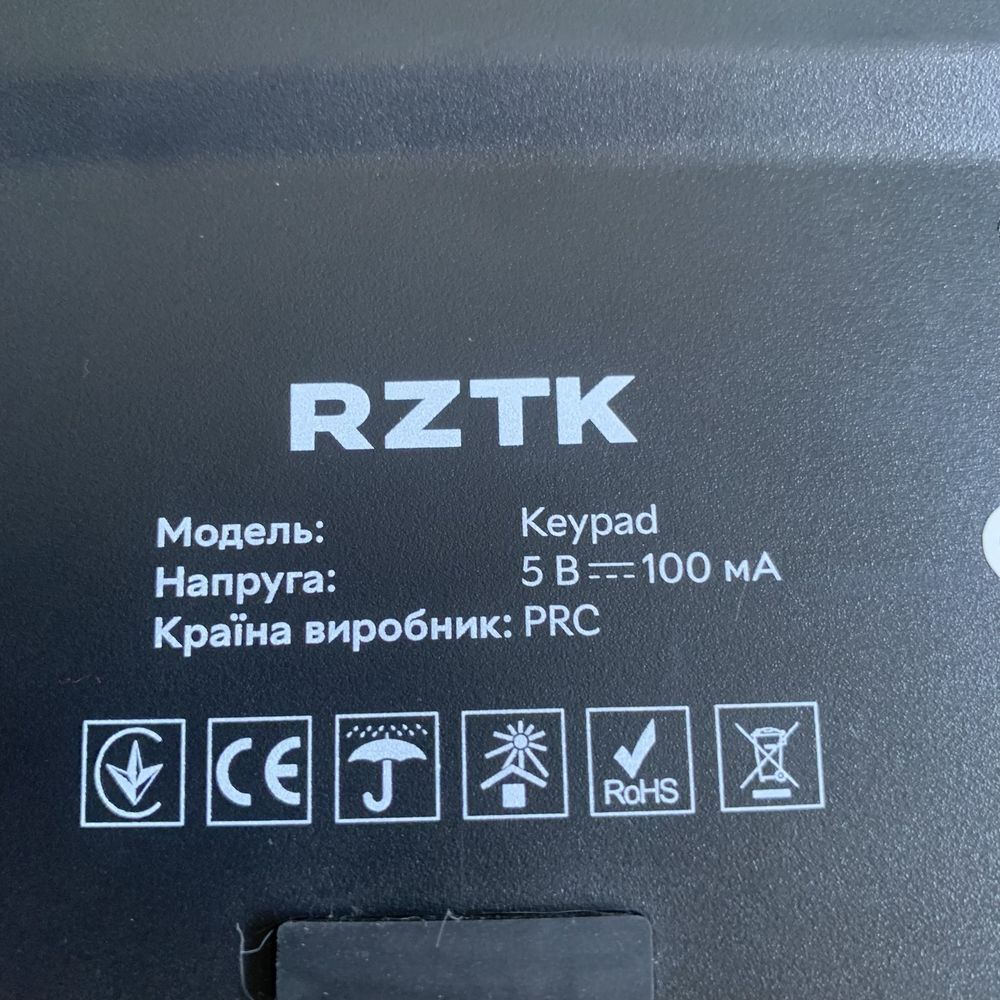 RZTK
Модель: Keypad
Напруга: 5 В⎓100 мА
Країна виробник: PRC
CE
RoHS